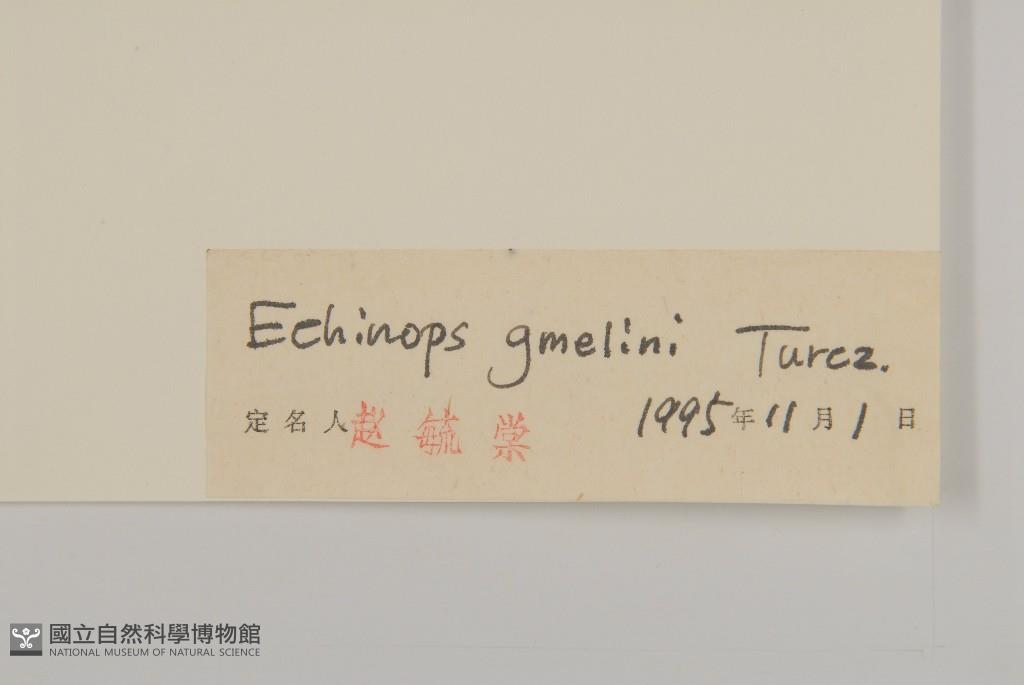 Echinops gmelini Turcz.
定名人 赵毓棠 1995年11月1日
國立自然科學博物館
NATIONAL MUSEUM OF NATURAL SCIENCE